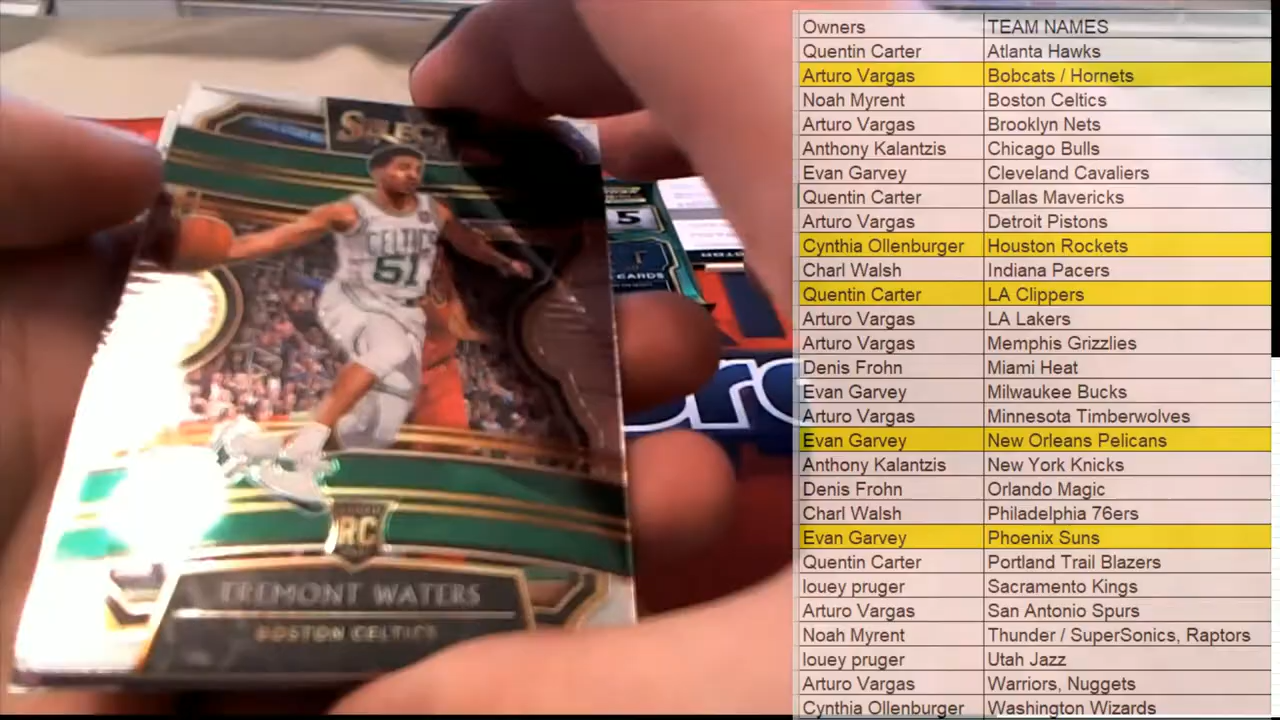 SELECT
CELTICS
51
RC
TREMONT WATERS
BOSTON CELTICS
5
CARDS
Owners TEAM NAMES
Quentin Carter Atlanta Hawks
Arturo Vargas Bobcats / Hornets
Noah Myrent Boston Celtics
Arturo Vargas Brooklyn Nets
Anthony Kalantzis Chicago Bulls
Evan Garvey Cleveland Cavaliers
Quentin Carter Dallas Mavericks
Arturo Vargas Detroit Pistons
Cynthia Ollenburger Houston Rockets
Charl Walsh Indiana Pacers
Quentin Carter LA Clippers
Arturo Vargas LA Lakers
Arturo Vargas Memphis Grizzlies
Denis Frohn Miami Heat
Evan Garvey Milwaukee Bucks
Arturo Vargas Minnesota Timberwolves
Evan Garvey New Orleans Pelicans
Anthony Kalantzis New York Knicks
Denis Frohn Orlando Magic
Charl Walsh Philadelphia 76ers
Evan Garvey Phoenix Suns
Quentin Carter Portland Trail Blazers
louey pruger Sacramento Kings
Arturo Vargas San Antonio Spurs
Noah Myrent Thunder / SuperSonics, Raptors
louey pruger Utah Jazz
Arturo Vargas Warriors, Nuggets
Cynthia Ollenburger Washington Wizards